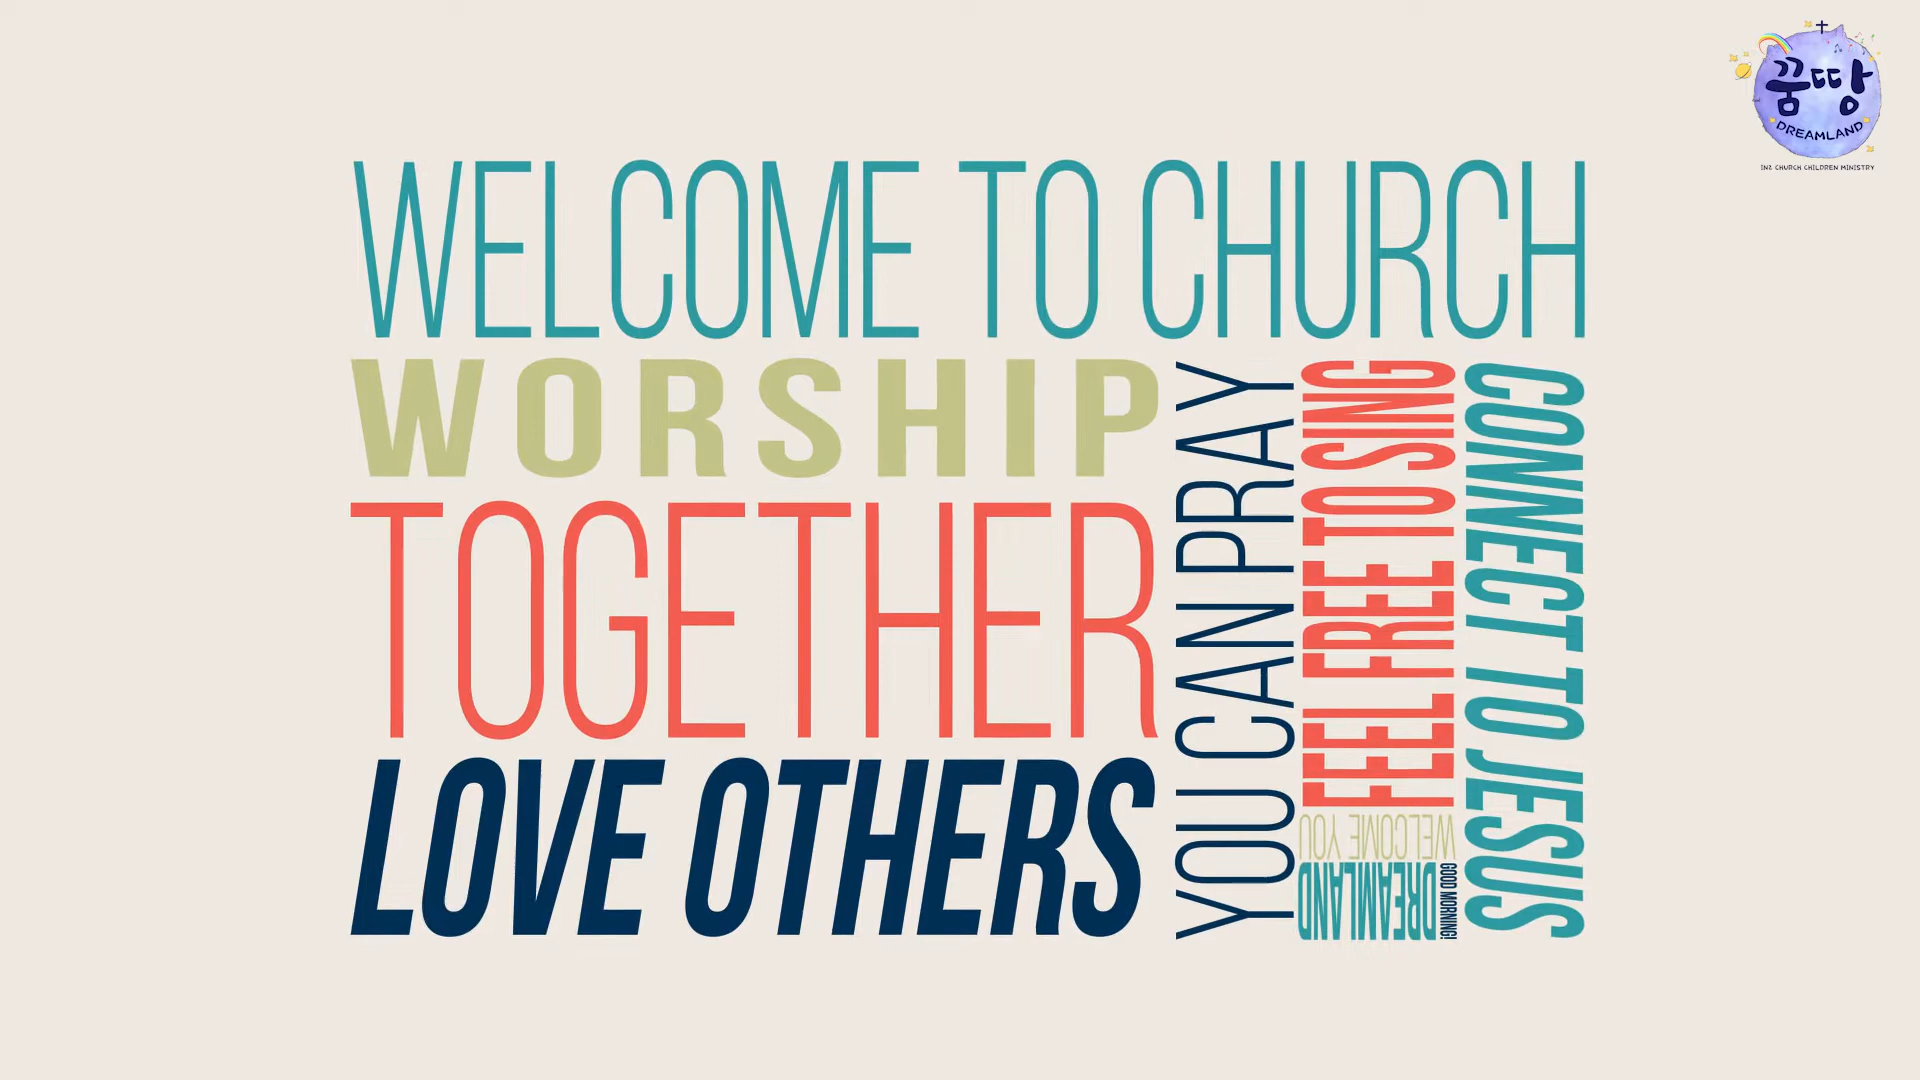 WELCOME TO CHURCH
WORSHIP
TOGETHER
LOVE OTHERS
YOU CAN PRAY
FEEL FREE TO SING
CONNECT TO JESUS
WELCOME YOU
DREAMLAND
GOOD MORNING!
꿈땅
DREAMLAND
IN2 CHURCH CHILDREN MINISTRY